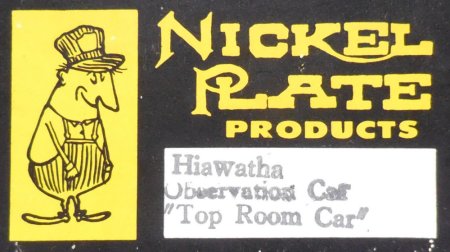 NICKEL
PLATE
PRODUCTS
Hiawatha
Observation Car
"Top Room Car"